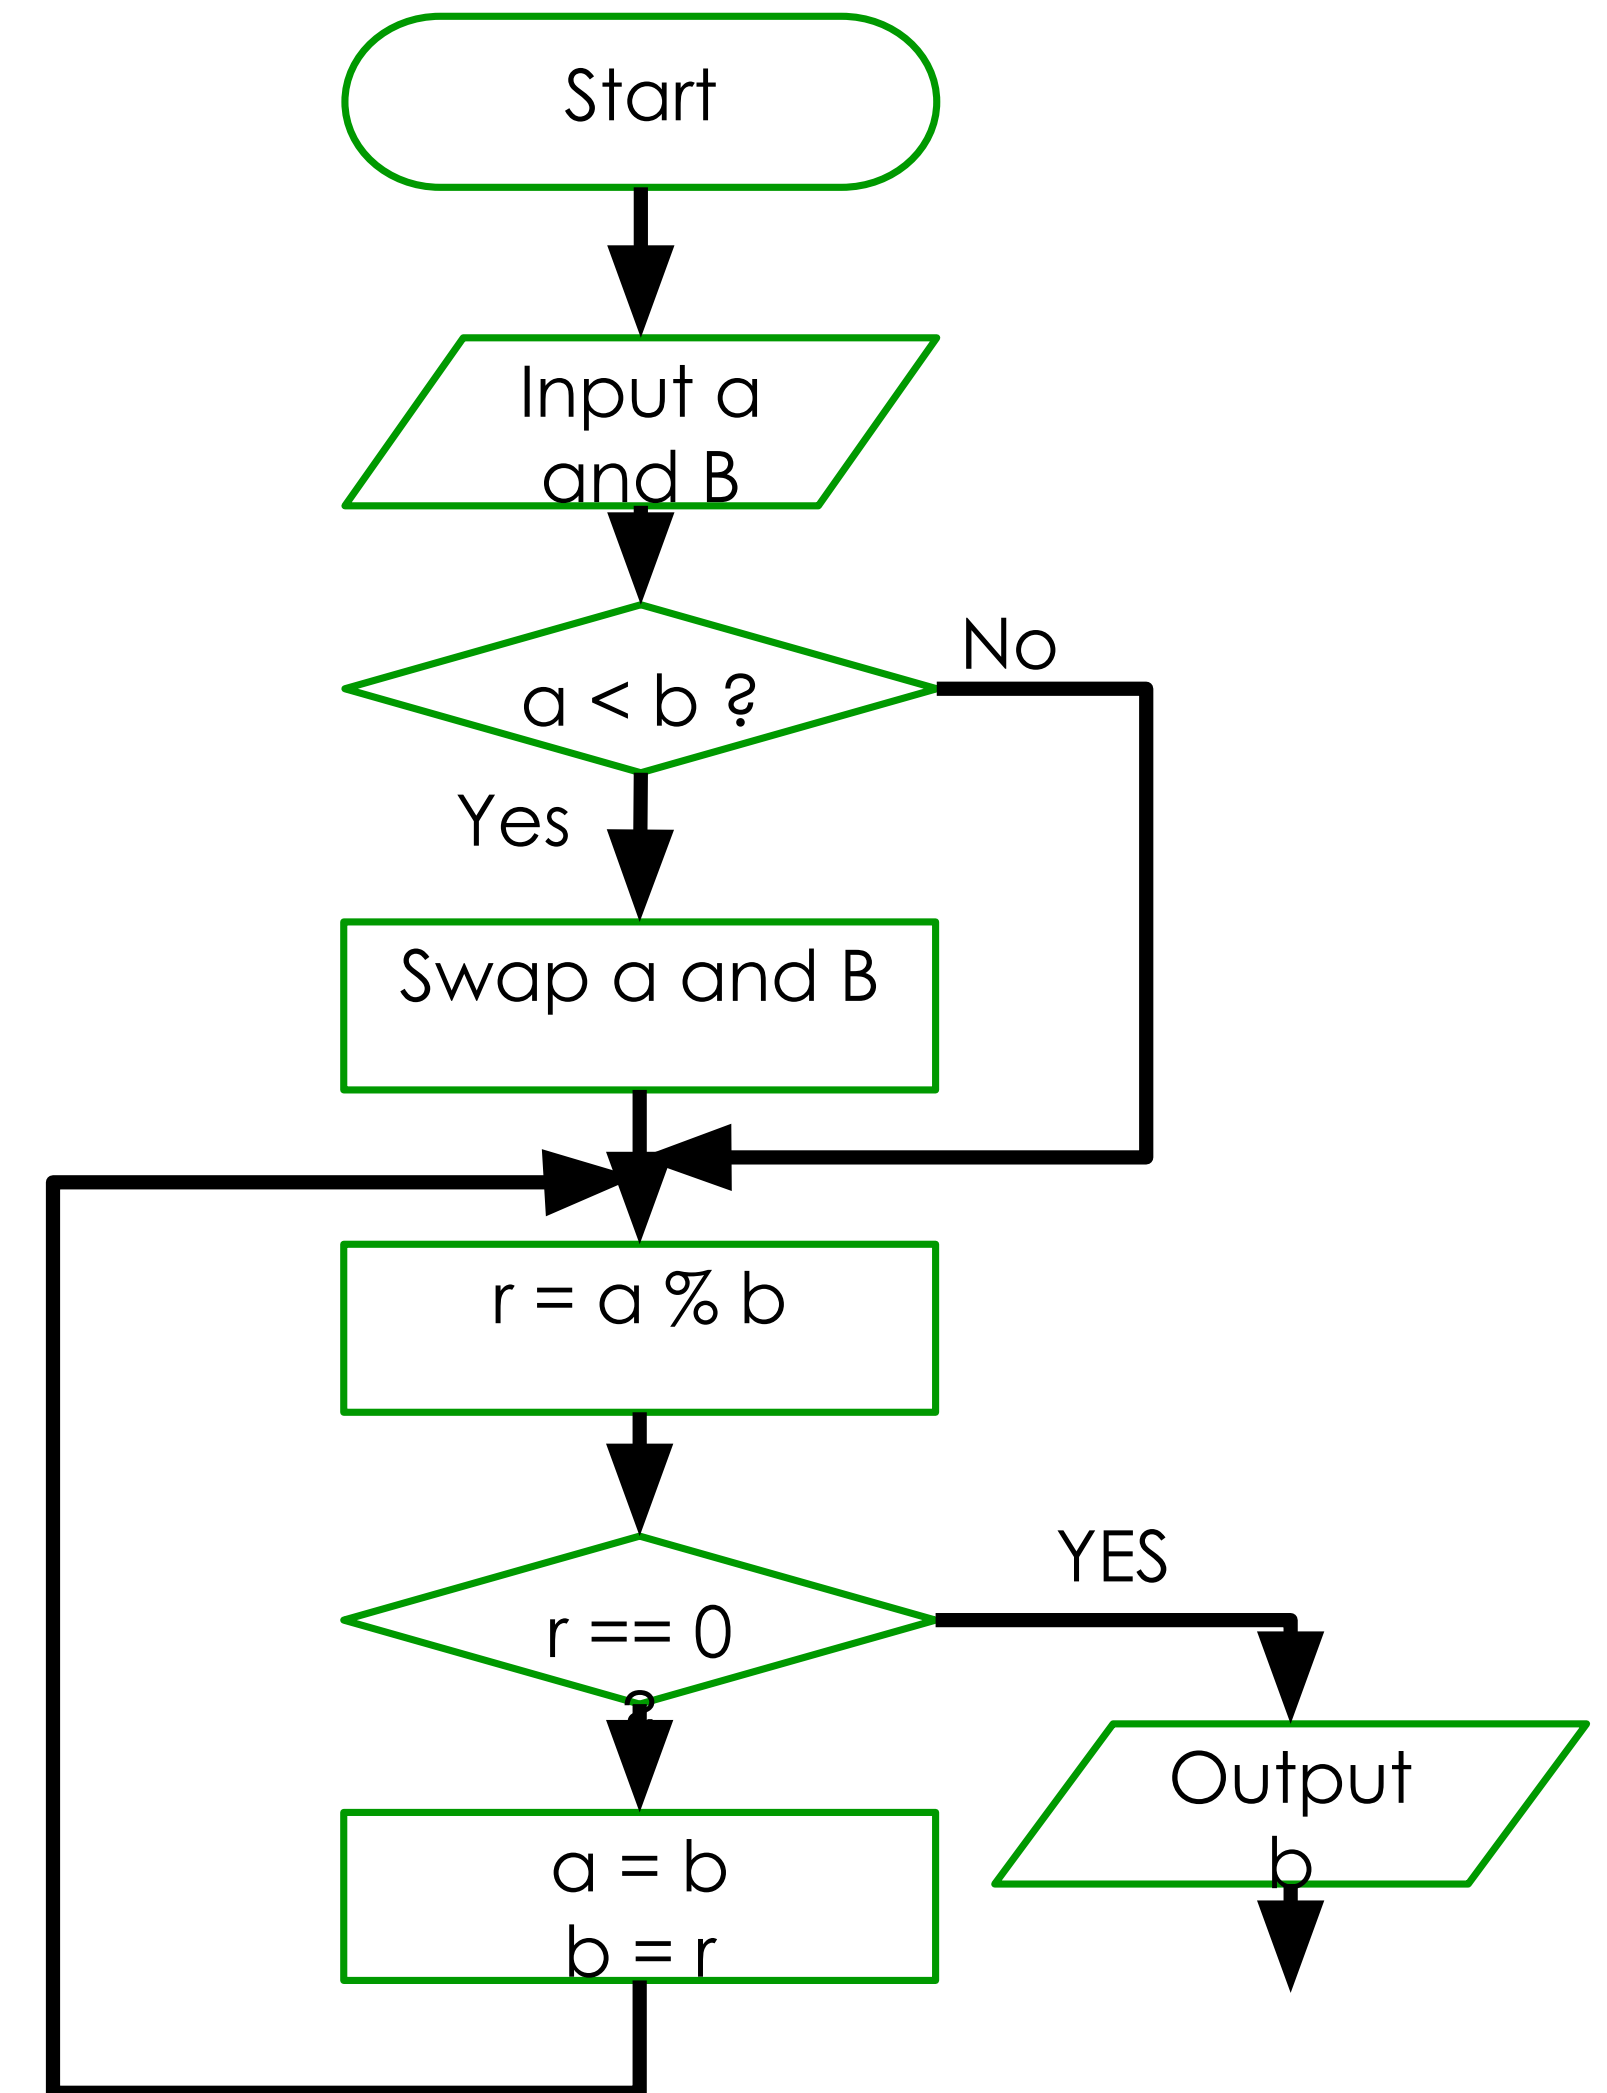 Start
Input a
and B
No
a < b ?
Yes
Swap a and B
r = a % b
YES
r == 0
?
Output
b
a = b
b = r